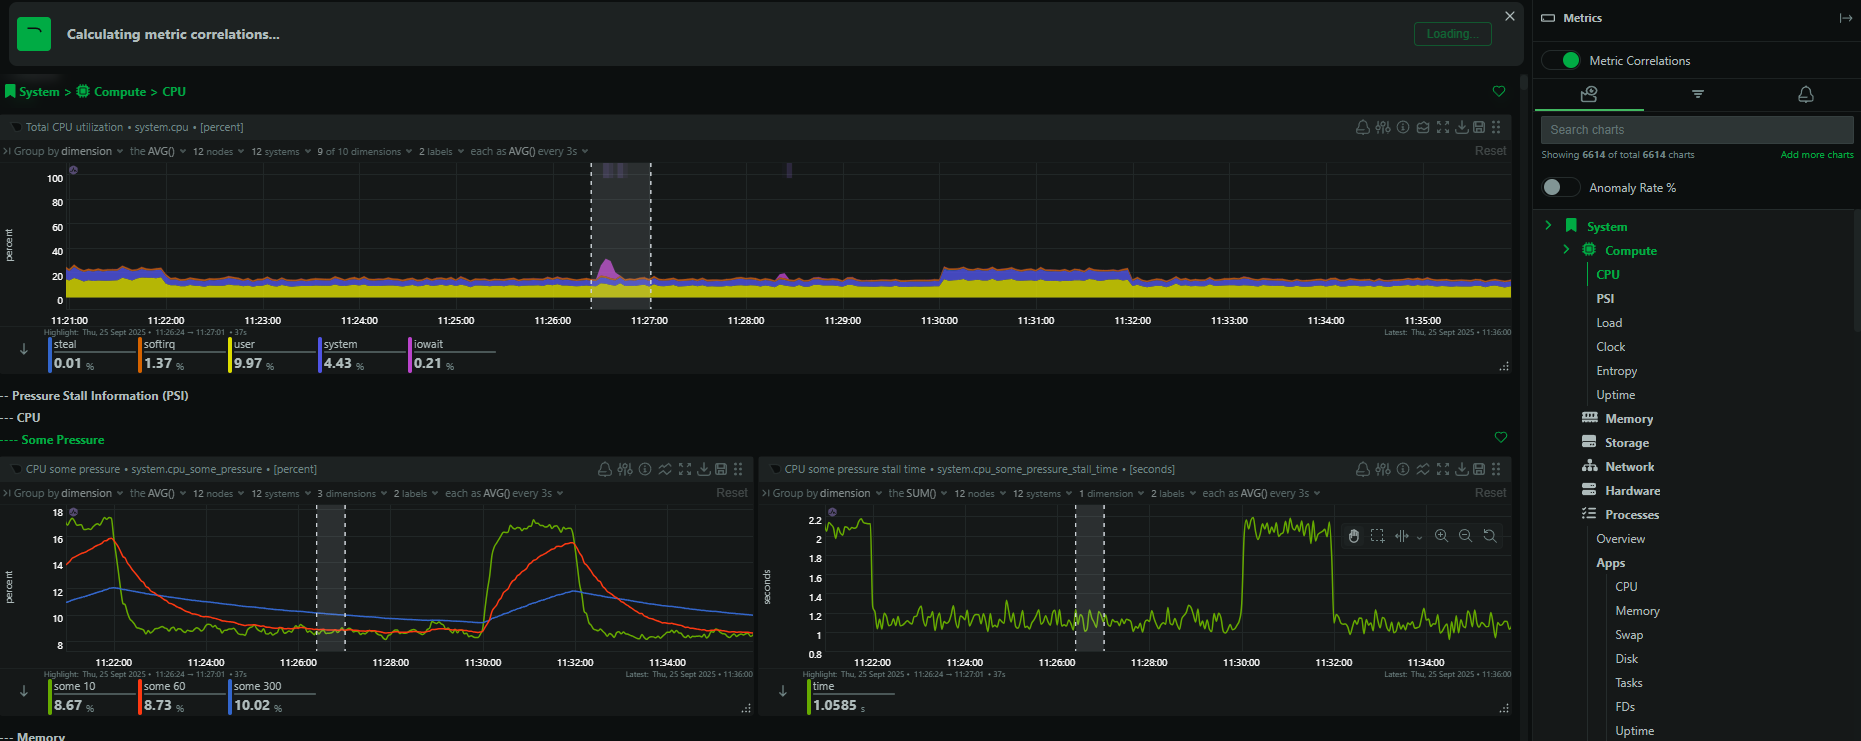 Calculating metric correlations...
Loading...
System > Compute > CPU
Total CPU utilization • system.cpu • [percent]
Group by dimension the AVG() 12 nodes 12 systems 9 of 10 dimensions 2 labels each as AVG() every 3s Reset
percent
100
80
60
40
20
0
11:21:00 11:22:00 11:23:00 11:24:00 11:25:00 11:26:00 11:27:00 11:28:00 11:29:00 11:30:00 11:31:00 11:32:00 11:33:00 11:34:00 11:35:00
Highlight: Thu, 25 Sept 2025 • 11:26:24 → 11:27:01 • 37s Latest: Thu, 25 Sept 2025 • 11:36:00
steal softirq user system iowait
0.01 % 1.37 % 9.97 % 4.43 % 0.21 %
-- Pressure Stall Information (PSI)
--- CPU
---- Some Pressure
CPU some pressure • system.cpu_some_pressure • [percent]
Group by dimension the AVG() 12 nodes 12 systems 3 dimensions 2 labels each as AVG() every 3s Reset
percent
18
16
14
12
10
8
11:22:00 11:24:00 11:26:00 11:28:00 11:30:00 11:32:00 11:34:00
Highlight: Thu, 25 Sept 2025 • 11:26:24 → 11:27:01 • 37s Latest: Thu, 25 Sept 2025 • 11:36:00
some 10 some 60 some 300
8.67 % 8.73 % 10.02 %
CPU some pressure stall time • system.cpu_some_pressure_stall_time • [seconds]
Group by dimension the SUM() 12 nodes 12 systems 1 dimension 2 labels each as AVG() every 3s Reset
seconds
2.2
2
1.8
1.6
1.4
1.2
1
0.8
11:22:00 11:24:00 11:26:00 11:28:00 11:30:00 11:32:00 11:34:00
Highlight: Thu, 25 Sept 2025 • 11:26:24 → 11:27:01 • 37s Latest: Thu, 25 Sept 2025 • 11:36:00
time
1.0585 s
--- Memory
Metrics
Metric Correlations
Search charts
Showing 6614 of total 6614 charts Add more charts
Anomaly Rate %
System
Compute
CPU
PSI
Load
Clock
Entropy
Uptime
Memory
Storage
Network
Hardware
Processes
Overview
Apps
CPU
Memory
Swap
Disk
Tasks
FDs
Uptime